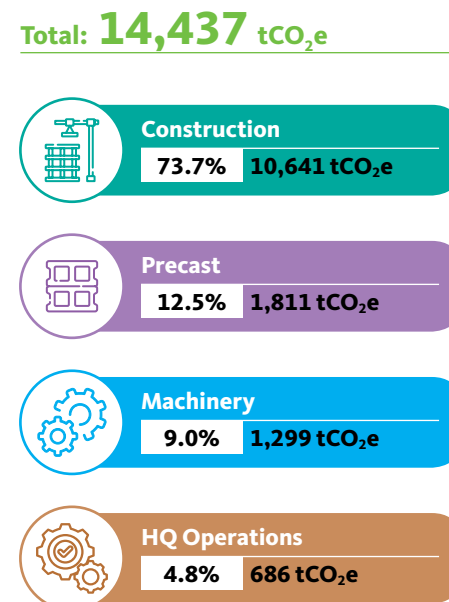 Total: 14,437 tCO₂e
Construction
73.7% 10,641 tCO₂e
Precast
12.5% 1,811 tCO₂e
Machinery
9.0% 1,299 tCO₂e
HQ Operations
4.8% 686 tCO₂e